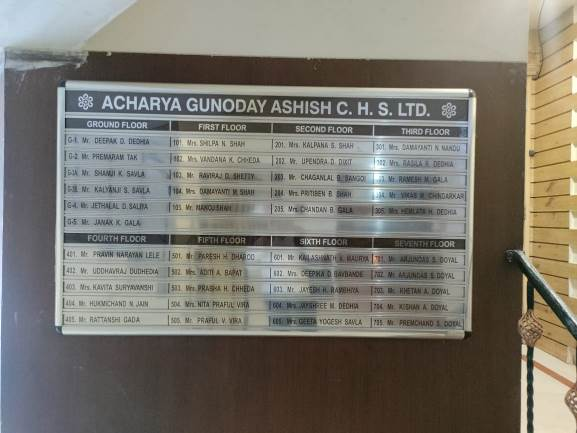 ACHARYA GUNODAY ASHISH C. H. S. LTD.
GROUND FLOOR
G-1. Mr. DEEPAK D. DEDHIA
G-2. Mr. PREMARAM TAK
G-3A. Mr. SHAMJI K. SAVLA
G-3B. Mr. KALYANJI S. SAVLA
G-4. Mr. JETHALAL D. SALIYA
G-5. Mr. JANAK K. GALA
FIRST FLOOR
101. Mrs. SHILPA N. SHAH
102. Mrs. VANDANA K. CHHEDA
103. Mr. RAVIRAJ D. SHETTY
104. Mrs. DAMAYANTI M. SHAH
105. Mr. MANOJ SHAH
SECOND FLOOR
201. Mrs. KALPANA S. SHAH
202. Mr. UPENDRA D. DIXIT
203. Mr. CHAGANLAL B. SANGOI
204. Mrs. PRITIBEN B. SHAH
205. Mrs. CHANDAN B. GALA
THIRD FLOOR
301. Mrs. DAMAYANTI N. NANDU
302. Mrs. RASILA K. DEDHIA
303. Mr. RAMESH M. GALA
304. Mr. VIKAS M. CHINDARKAR
305. Mrs. HEMLATA H. DEDHIA
FOURTH FLOOR
401. Mr. PRAVIN NARAYAN LELE
402. Mr. UDDHAVRAJ DUDHEDIA
403. Mrs. KAVITA SURYAVANSHI
404. Mr. HUKMICHAND N. JAIN
405. Mr. RATTANSHI GADA
FIFTH FLOOR
501. Mr. PARESH H. DHAROD
502. Mrs. ADITI A. BAPAT
503. Mrs. PRASHA H. CHHEDA
504. Mrs. NITA PRAFUL VIRA
505. Mr. PRAFUL V. VIRA
SIXTH FLOOR
601. Mr. KAILASHNATH K. MAURYA
602. Mrs. DEEPIKA D.
603. Mr. JAYESH H. RAMBHIYA
604. Mrs. JAYSHREE M. DEDHIA
605. Mrs. GEETA YOGESH SAVLA
SEVENTH FLOOR
701. Mr. ARJUNDAS S. DOYAL
702. Mr. ARJUNDAS S. DOYAL
703. Mr. KHETAN A. DOYAL
704. Mr. KISHAN A. DOYAL
705. Mr. PREMCHAND S. DOYAL